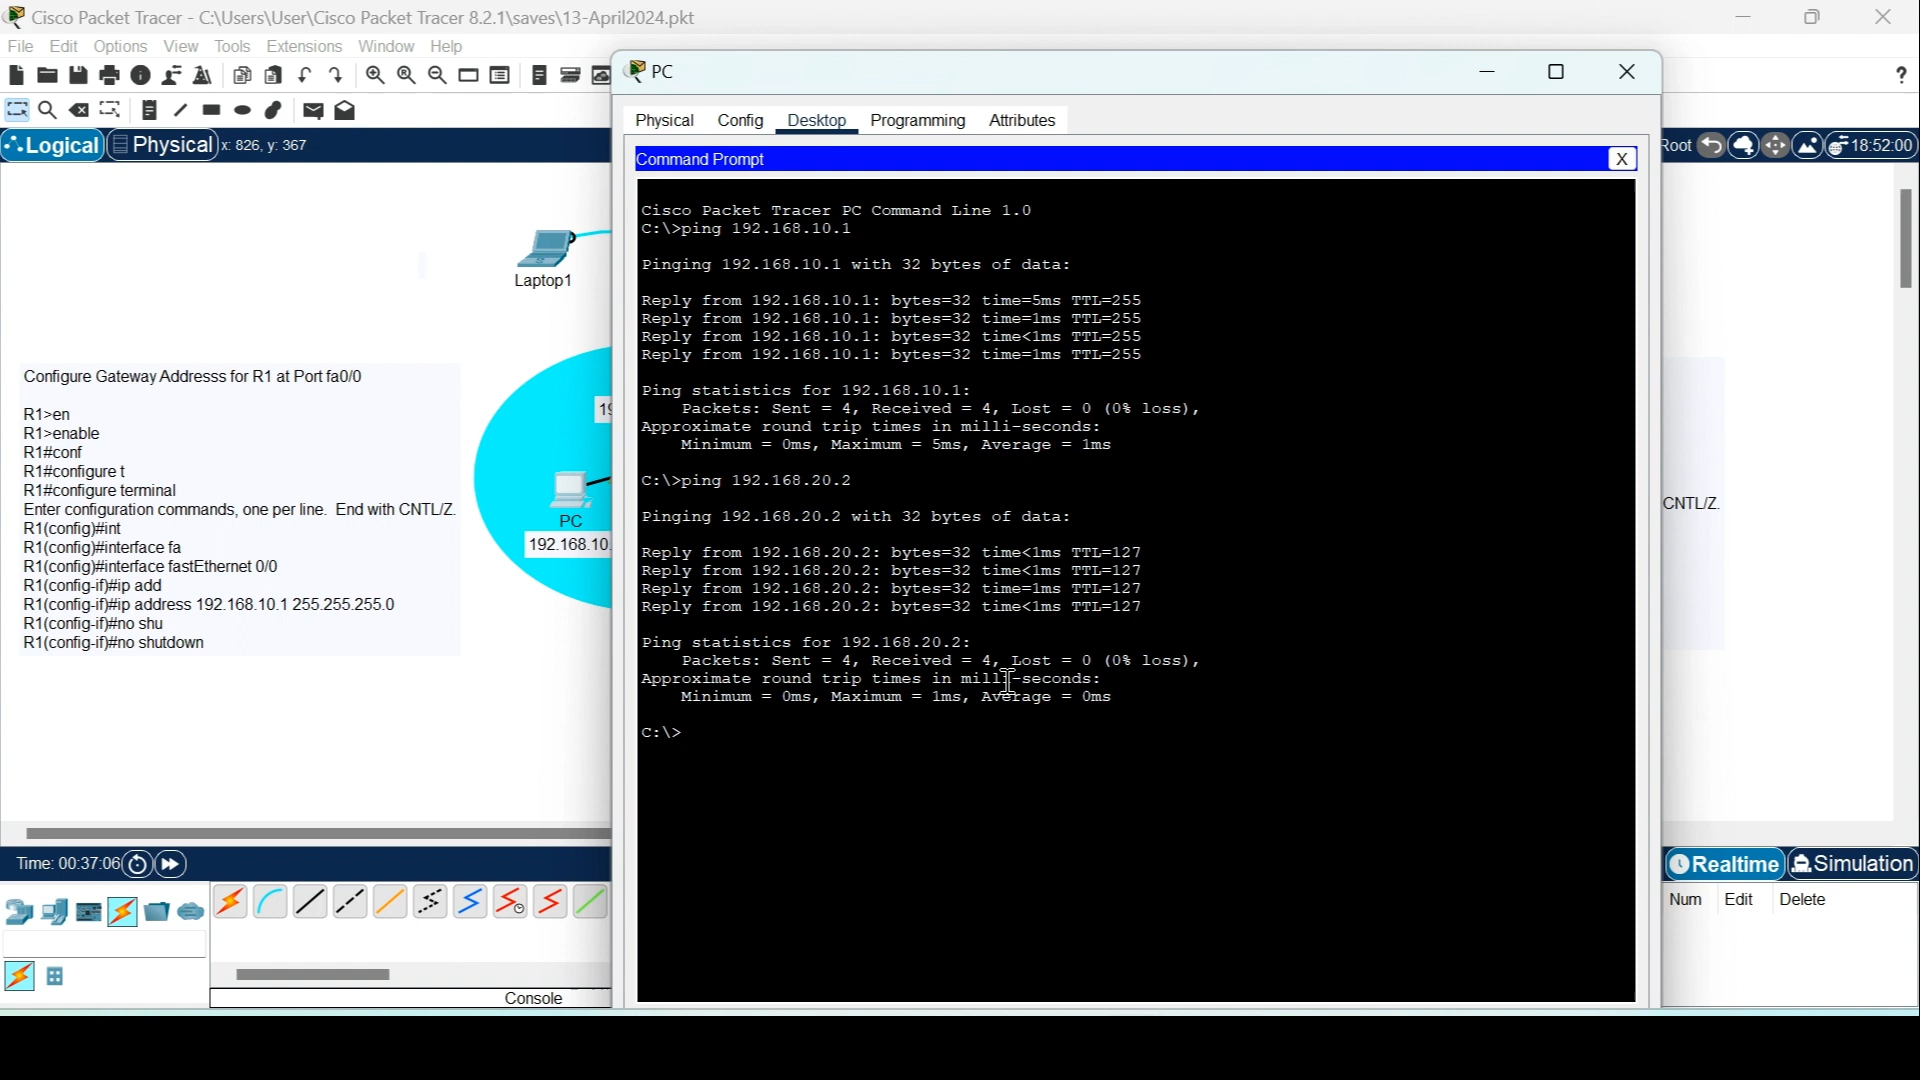 Cisco Packet Tracer - C:\Users\User\Cisco Packet Tracer 8.2.1\saves\13-April2024.pkt
File Edit Options View Tools Extensions Window Help
PC
?
Physical Config Desktop Programming Attributes
Logical Physical x: 826, y: 367
Root 18:52:00
Command Prompt X
Cisco Packet Tracer PC Command Line 1.0
C:\>ping 192.168.10.1
Pinging 192.168.10.1 with 32 bytes of data:
Reply from 192.168.10.1: bytes=32 time=5ms TTL=255
Reply from 192.168.10.1: bytes=32 time=1ms TTL=255
Reply from 192.168.10.1: bytes=32 time<1ms TTL=255
Reply from 192.168.10.1: bytes=32 time=1ms TTL=255
Ping statistics for 192.168.10.1:
Packets: Sent = 4, Received = 4, Lost = 0 (0% loss),
Approximate round trip times in milli-seconds:
Minimum = 0ms, Maximum = 5ms, Average = 1ms
C:\>ping 192.168.20.2
Pinging 192.168.20.2 with 32 bytes of data:
Reply from 192.168.20.2: bytes=32 time<1ms TTL=127
Reply from 192.168.20.2: bytes=32 time<1ms TTL=127
Reply from 192.168.20.2: bytes=32 time=1ms TTL=127
Reply from 192.168.20.2: bytes=32 time<1ms TTL=127
Ping statistics for 192.168.20.2:
Packets: Sent = 4, Received = 4, Lost = 0 (0% loss),
Approximate round trip times in milli-seconds:
Minimum = 0ms, Maximum = 1ms, Average = 0ms
C:\>
Laptop1
Configure Gateway Addresss for R1 at Port fa0/0
R1>en
R1>enable
R1#conf
R1#configure t
R1#configure terminal
Enter configuration commands, one per line. End with CNTL/Z.
R1(config)#int
R1(config)#interface fa
R1(config)#interface fastEthernet 0/0
R1(config-if)#ip add
R1(config-if)#ip address 192.168.10.1 255.255.255.0
R1(config-if)#no shu
R1(config-if)#no shutdown
19
PC
192.168.10.
CNTL/Z.
Time: 00:37:06
Realtime Simulation
Num Edit Delete
Console